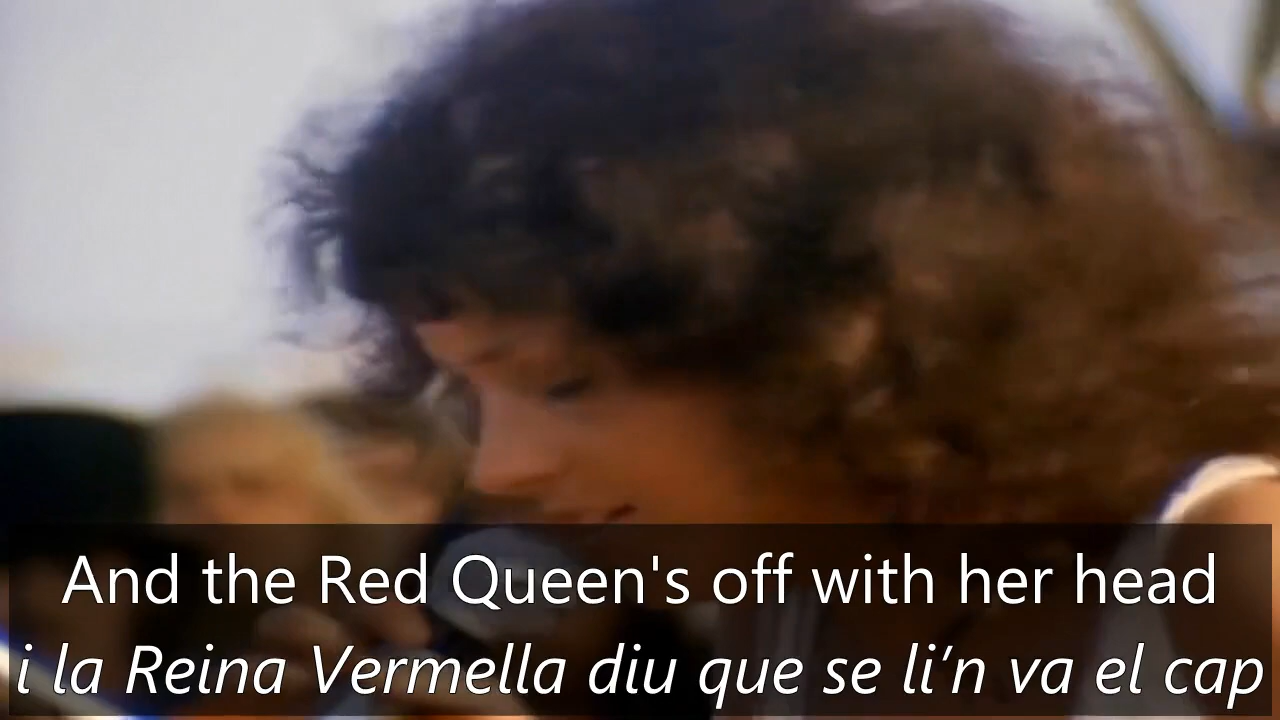 And the Red Queen's off with her head
i la Reina Vermella diu que se li’n va el cap